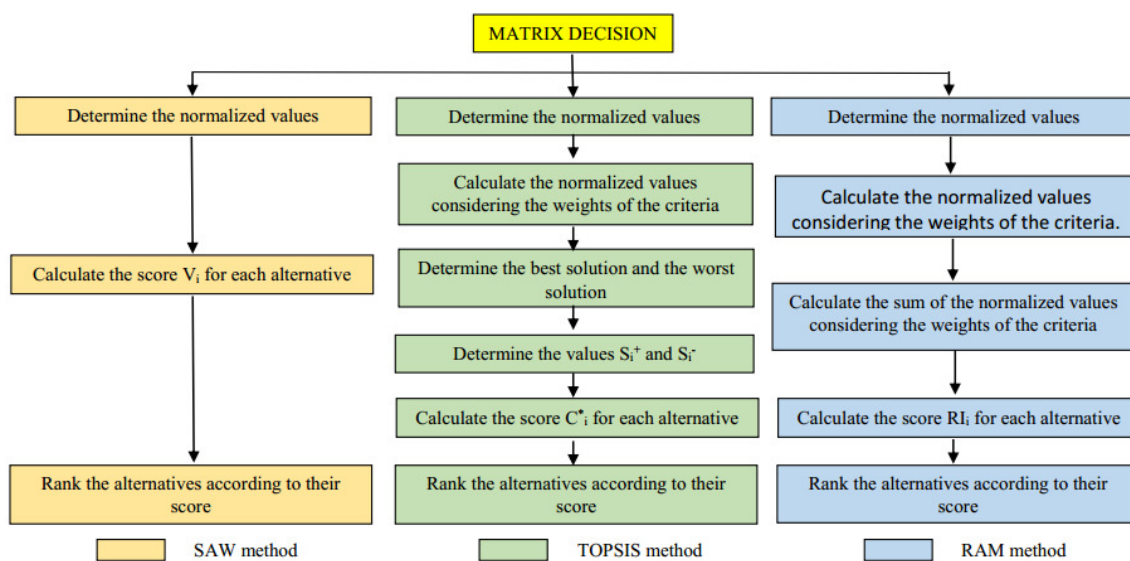 MATRIX DECISION
Determine the normalized values
Calculate the score Vᵢ for each alternative
Rank the alternatives according to their
score
Determine the normalized values
Calculate the normalized values
considering the weights of the criteria
Determine the best solution and the worst
solution
Determine the values Sᵢ⁺ and Sᵢ⁻
Calculate the score C*ᵢ for each alternative
Rank the alternatives according to their
score
Determine the normalized values
Calculate the normalized values
considering the weights of the criteria.
Calculate the sum of the normalized values
considering the weights of the criteria
Calculate the score RIᵢ for each alternative
Rank the alternatives according to their
score
SAW method
TOPSIS method
RAM method